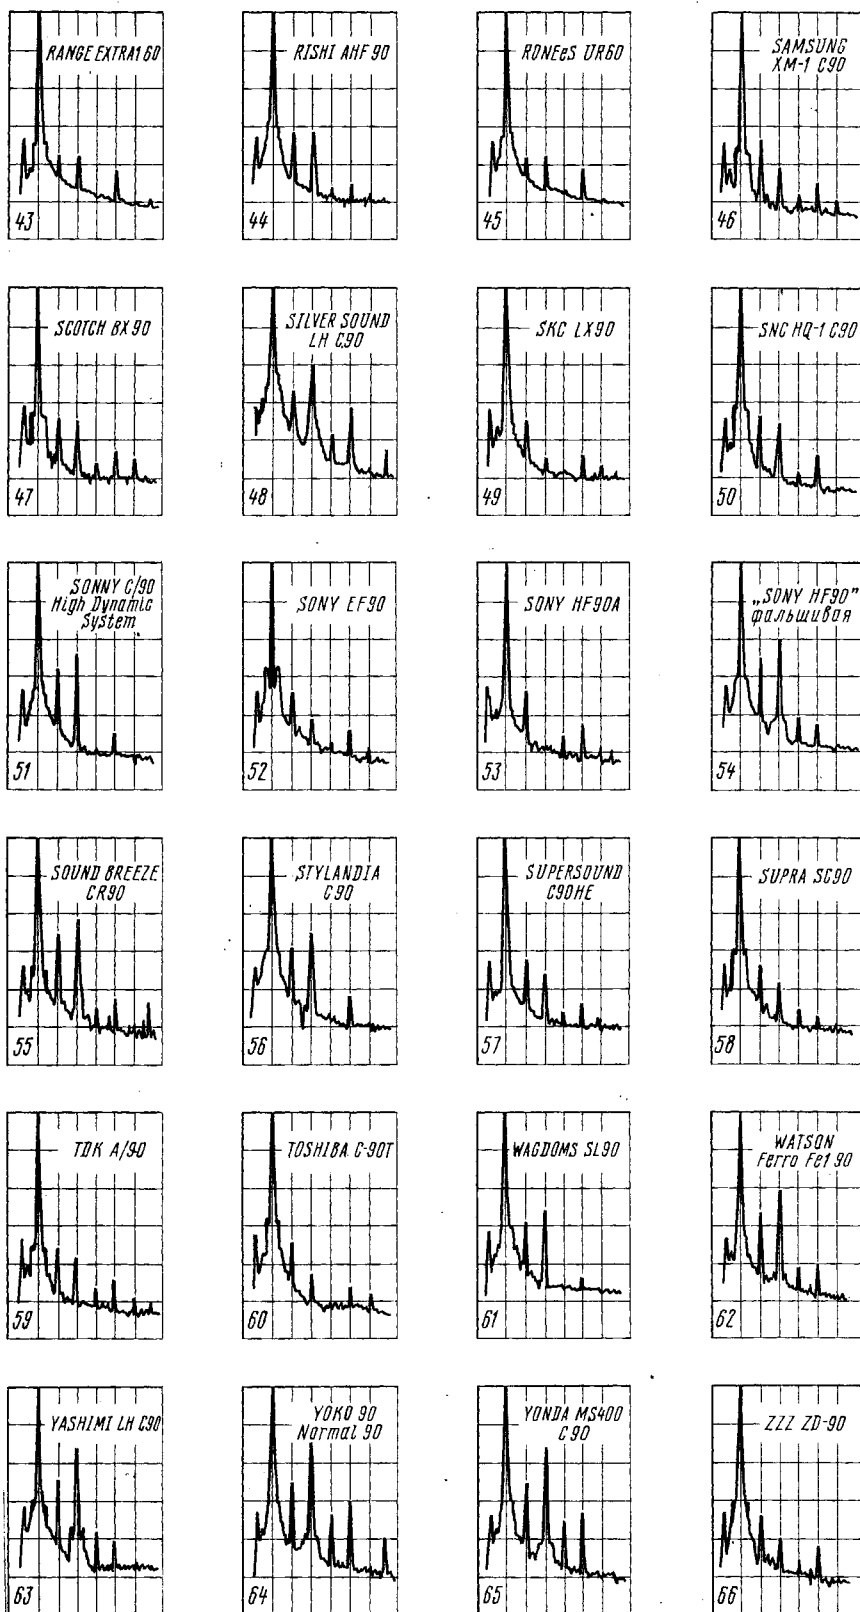 RANGE EXTRA1 60
43
RISHI AHF 90
44
RONEeS UR60
45
SAMSUNG
XM-1 C90
46
SCOTCH BX 90
47
SILVER SOUND
LH C90
48
SKC LX90
49
SNC HQ-1 C90
50
SONNY C/90
High Dynamic
System
51
SONY EF90
52
SONY HF90A
53
„SONY HF90”
фальшивая
54
SOUND BREEZE
CR90
55
STYLANDIA
C90
56
SUPERSOUND
C90HE
57
SUPRA SC90
58
TDK A/90
59
TOSHIBA C-90T
60
WAGDOMS SL90
61
WATSON
Ferro Fe1 90
62
YASHIMI LH C90
63
YOKO 90
Normal 90
64
YONDA MS400
C90
65
ZZZ ZD-90
66